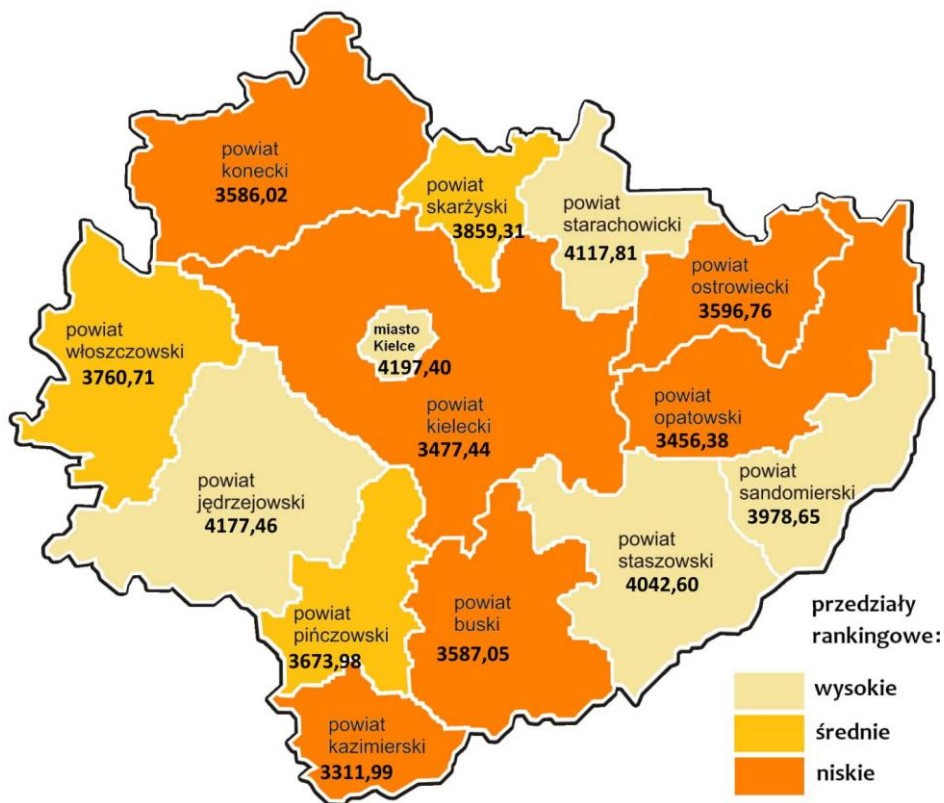 powiat
konecki
3586,02
powiat
skarżyski
3859,31
powiat
starachowicki
4117,81
powiat
ostrowiecki
3596,76
powiat
włoszczowski
3760,71
miasto
Kielce
4197,40
powiat
kielecki
3477,44
powiat
opatowski
3456,38
powiat
jędrzejowski
4177,46
powiat
sandomierski
3978,65
powiat
staszowski
4042,60
powiat
pińczowski
3673,98
powiat
buski
3587,05
powiat
kazimierski
3311,99
przedziały
rankingowe:
wysokie
średnie
niskie